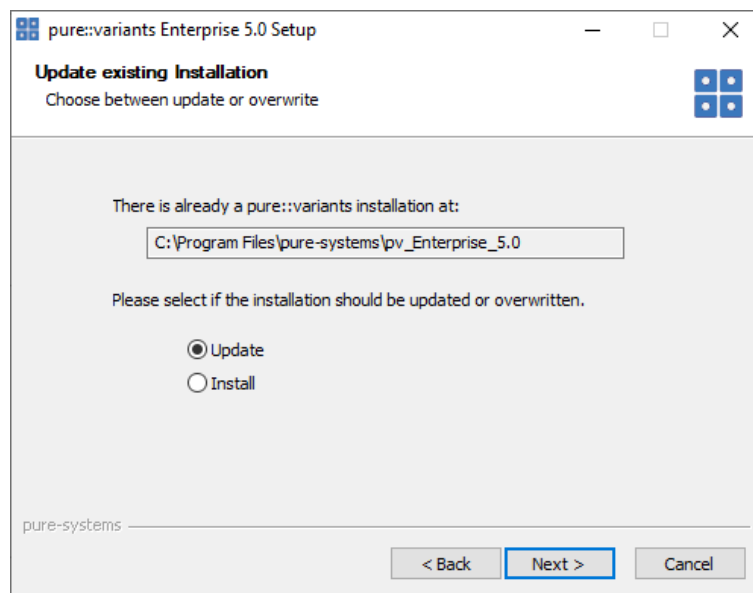 pure::variants Enterprise 5.0 Setup
Update existing Installation
Choose between update or overwrite
There is already a pure::variants installation at:
C:\Program Files\pure-systems\pv_Enterprise_5.0
Please select if the installation should be updated or overwritten.
Update
Install
pure-systems
< Back Next > Cancel